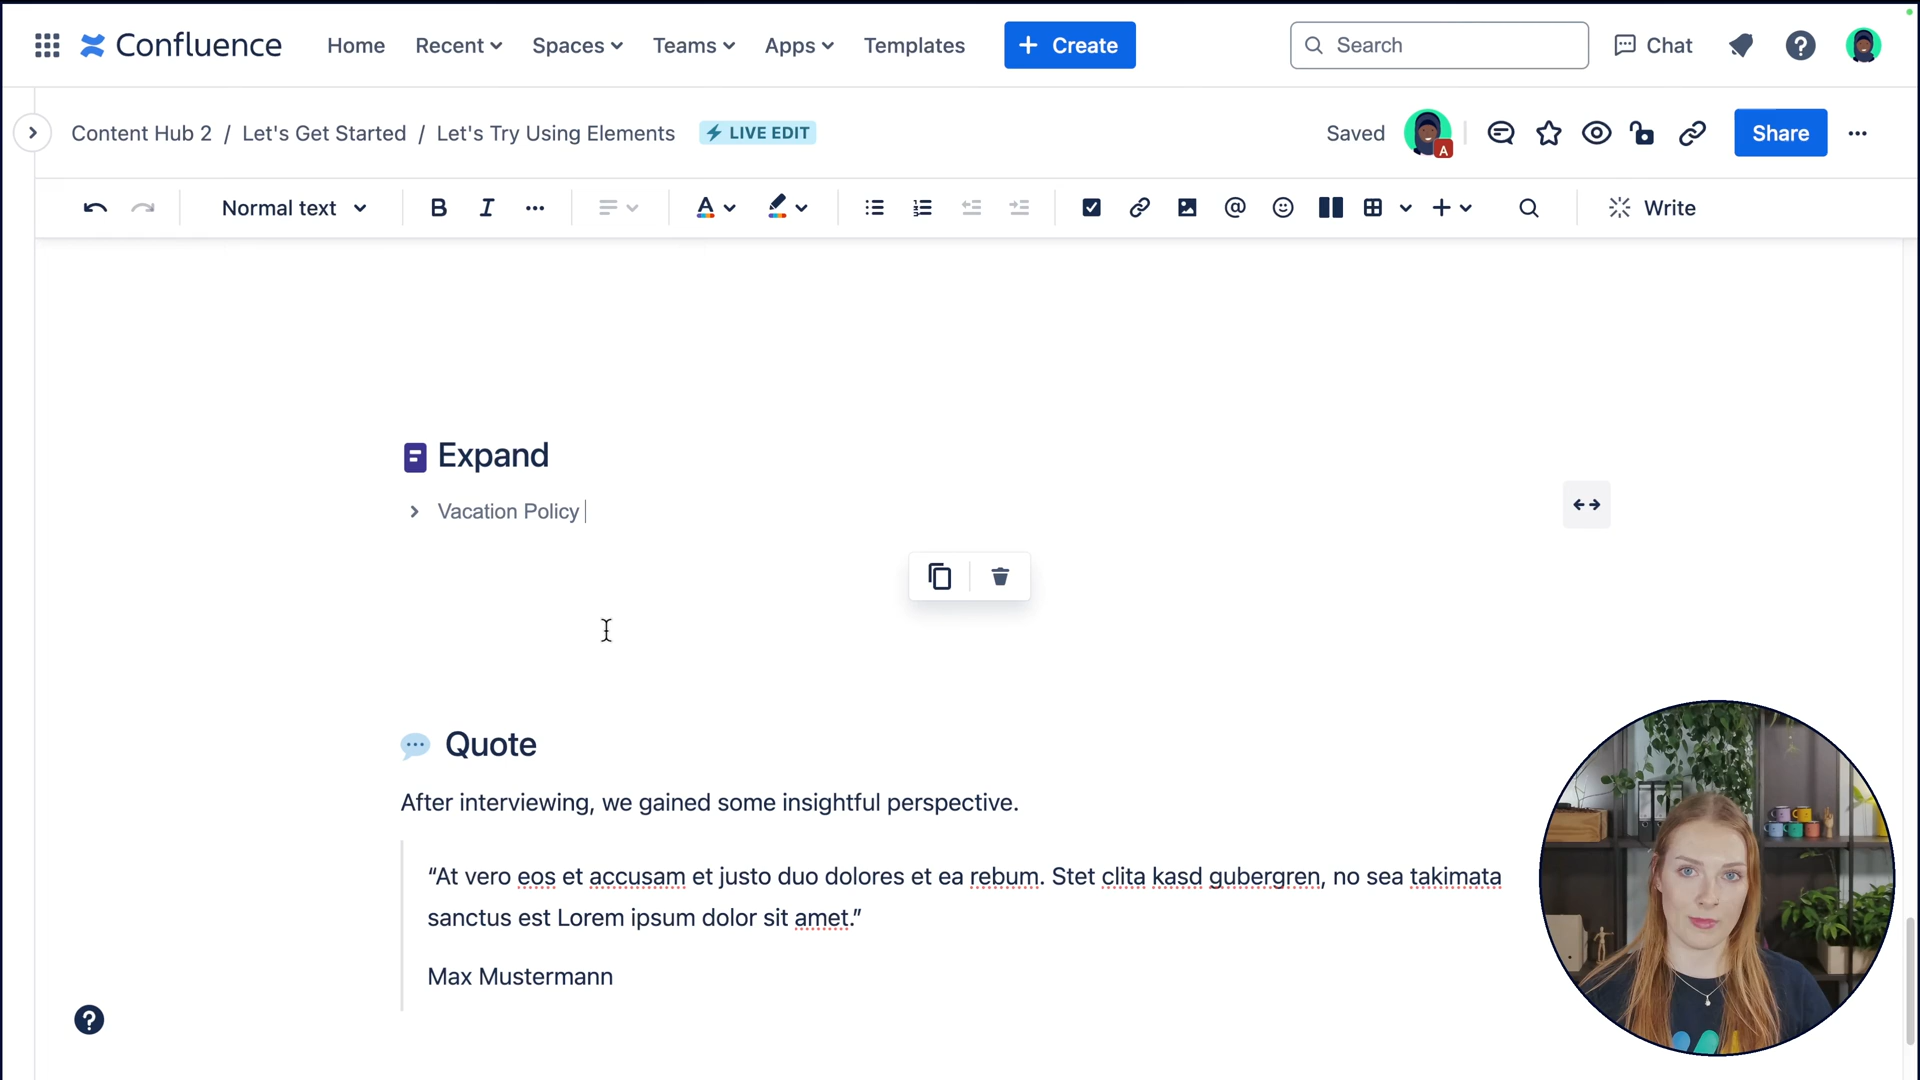 Confluence Home Recent Spaces Teams Apps Templates + Create Search Chat
Content Hub 2 / Let's Get Started / Let's Try Using Elements LIVE EDIT Saved A Share
Normal text B I A Write
Expand
Vacation Policy
Quote
After interviewing, we gained some insightful perspective.
“At vero eos et accusam et justo duo dolores et ea rebum. Stet clita kasd gubergren, no sea takimata
sanctus est Lorem ipsum dolor sit amet.”
Max Mustermann